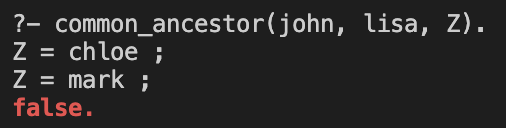 ?- common_ancestor(john, lisa, Z).
Z = chloe ;
Z = mark ;
false.